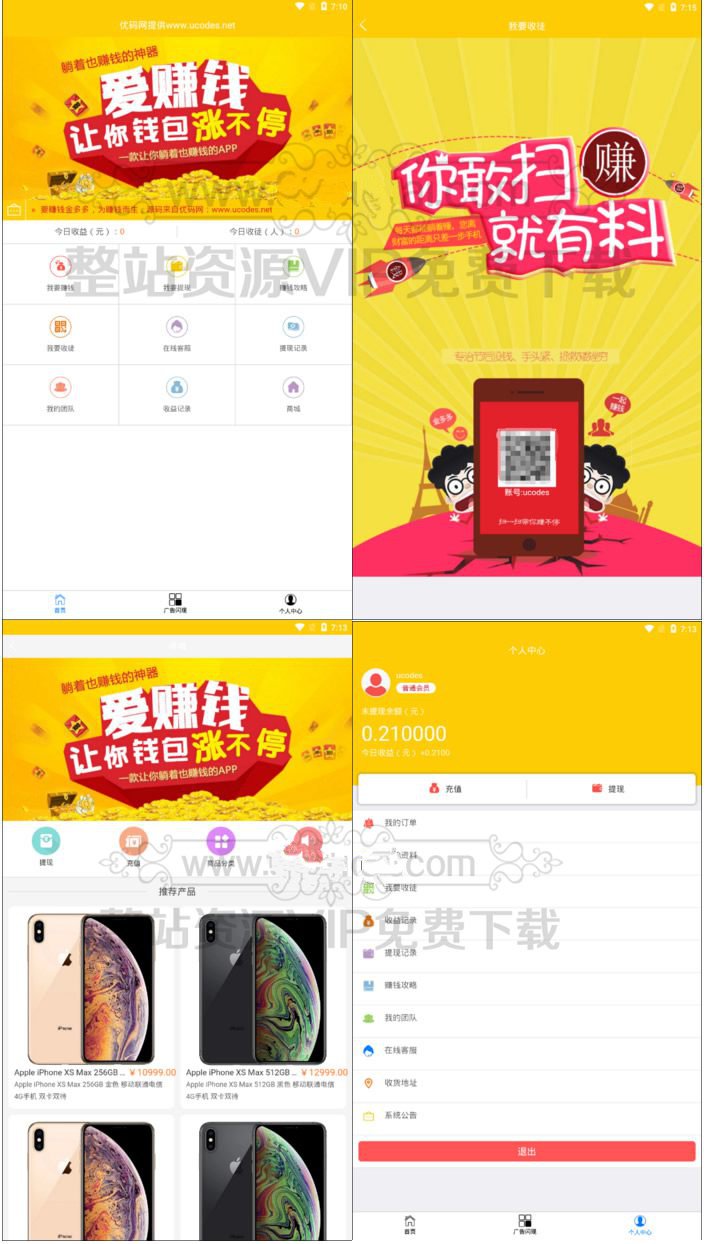 7:10
优码网提供www.ucodes.net
躺着也赚钱的神器
爱赚钱
让你钱包涨不停
一款让你躺着也赚钱的APP
要赚钱金多多，为赚钱而生，源码来自优码网：www.ucodes.net
今日收益（元）：0
今日收徒（人）：0
我要赚钱
我要提现
赚钱攻略
我要收徒
在线客服
提现记录
我的团队
收益记录
商城
首页
广告闪赚
个人中心
整站资源VIP免费下载
7:15
我要收徒
你敢扫
赚
就有料
每天都松躺着赚，您离
财富的距离只差一步手机
专治节后没钱、手头紧、拯救赚赚穷
金多多
一起
赚钱
账号:ucodes
扫一扫带你赚不停
7:13
躺着也赚钱的神器
爱赚钱
让你钱包涨不停
一款让你躺着也赚钱的APP
提现
充值
商品分类
推荐产品
iPhone
iPhone
Apple iPhone XS Max 256GB ...
¥10999.00
Apple iPhone XS Max 256GB 金色 移动联通电信
4G手机 双卡双待
Apple iPhone XS Max 512GB ...
¥12999.00
Apple iPhone XS Max 512GB 黑色 移动联通电信
4G手机 双卡双待
整站资源VIP免费下载
7:13
个人中心
ucodes
普通会员
未提现余额（元）
0.210000
今日收益（元）+0.2100
充值
提现
我的订单
资料
我要收徒
收益记录
提现记录
赚钱攻略
我的团队
在线客服
收货地址
系统公告
退出
首页
广告闪赚
个人中心